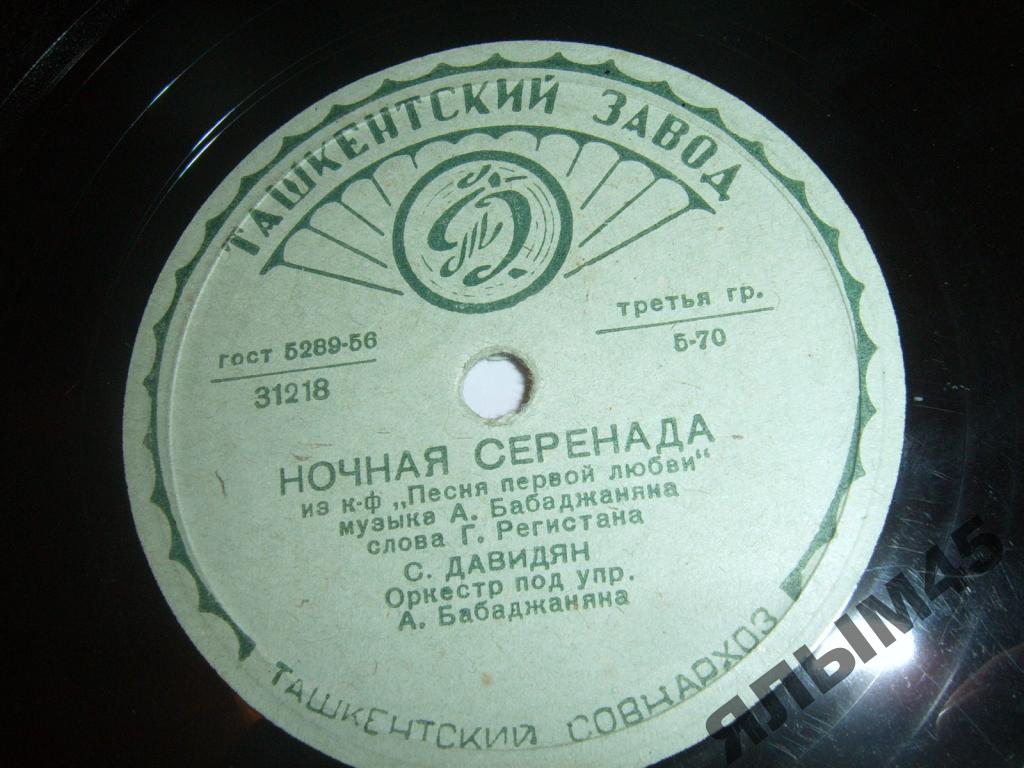 ТАШКЕНТСКИЙ ЗАВОД
гост 5289-56
31218
третья гр.
5-70
НОЧНАЯ СЕРЕНАДА
из к-ф „Песня первой любви"
музыка А. Бабаджаняна
слова Г. Регистана
С. ДАВИДЯН
Оркестр под упр.
А. Бабаджаняна
ТАШКЕНТСКИЙ СОВНАРХОЗ
ЯЛЫМ45